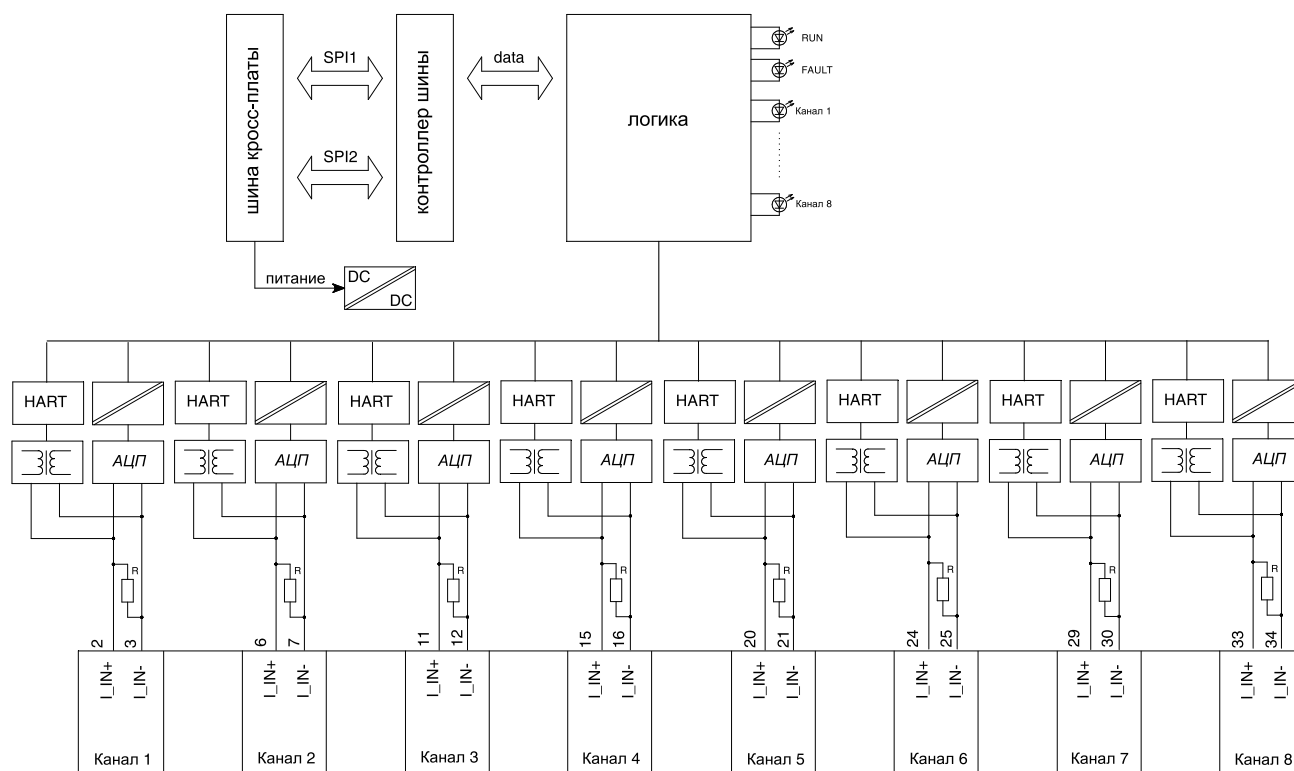 шина кросс-платы
SPI1
SPI2
контроллер шины
data
логика
RUN
FAULT
Канал 1
Канал 8
питание
DC
DC
HART
HART
HART
HART
HART
HART
HART
HART
АЦП
АЦП
АЦП
АЦП
АЦП
АЦП
АЦП
АЦП
R
R
R
R
R
R
R
R
2
3
6
7
11
12
15
16
20
21
24
25
29
30
33
34
I_IN+
I_IN-
I_IN+
I_IN-
I_IN+
I_IN-
I_IN+
I_IN-
I_IN+
I_IN-
I_IN+
I_IN-
I_IN+
I_IN-
I_IN+
I_IN-
Канал 1
Канал 2
Канал 3
Канал 4
Канал 5
Канал 6
Канал 7
Канал 8